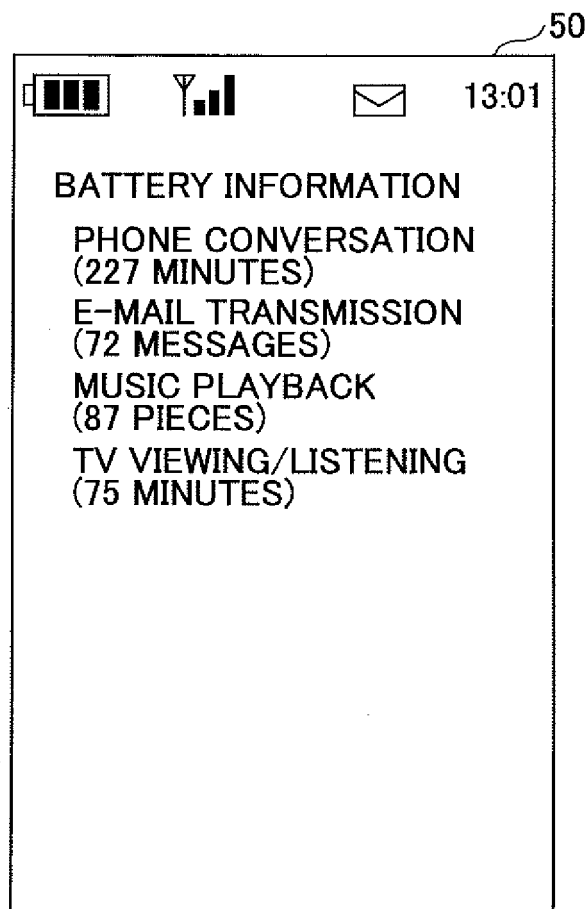 50
13:01
BATTERY INFORMATION
PHONE CONVERSATION
(227 MINUTES)
E-MAIL TRANSMISSION
(72 MESSAGES)
MUSIC PLAYBACK
(87 PIECES)
TV VIEWING/LISTENING
(75 MINUTES)